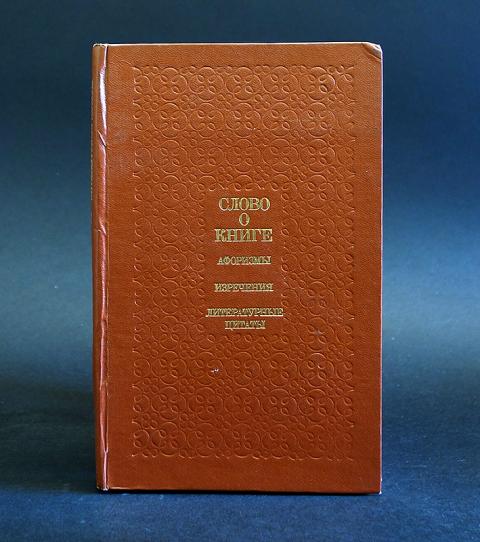 СЛОВО
О
КНИГЕ
АФОРИЗМЫ
ИЗРЕЧЕНИЯ
ЛИТЕРАТУРНЫЕ
ЦИТАТЫ